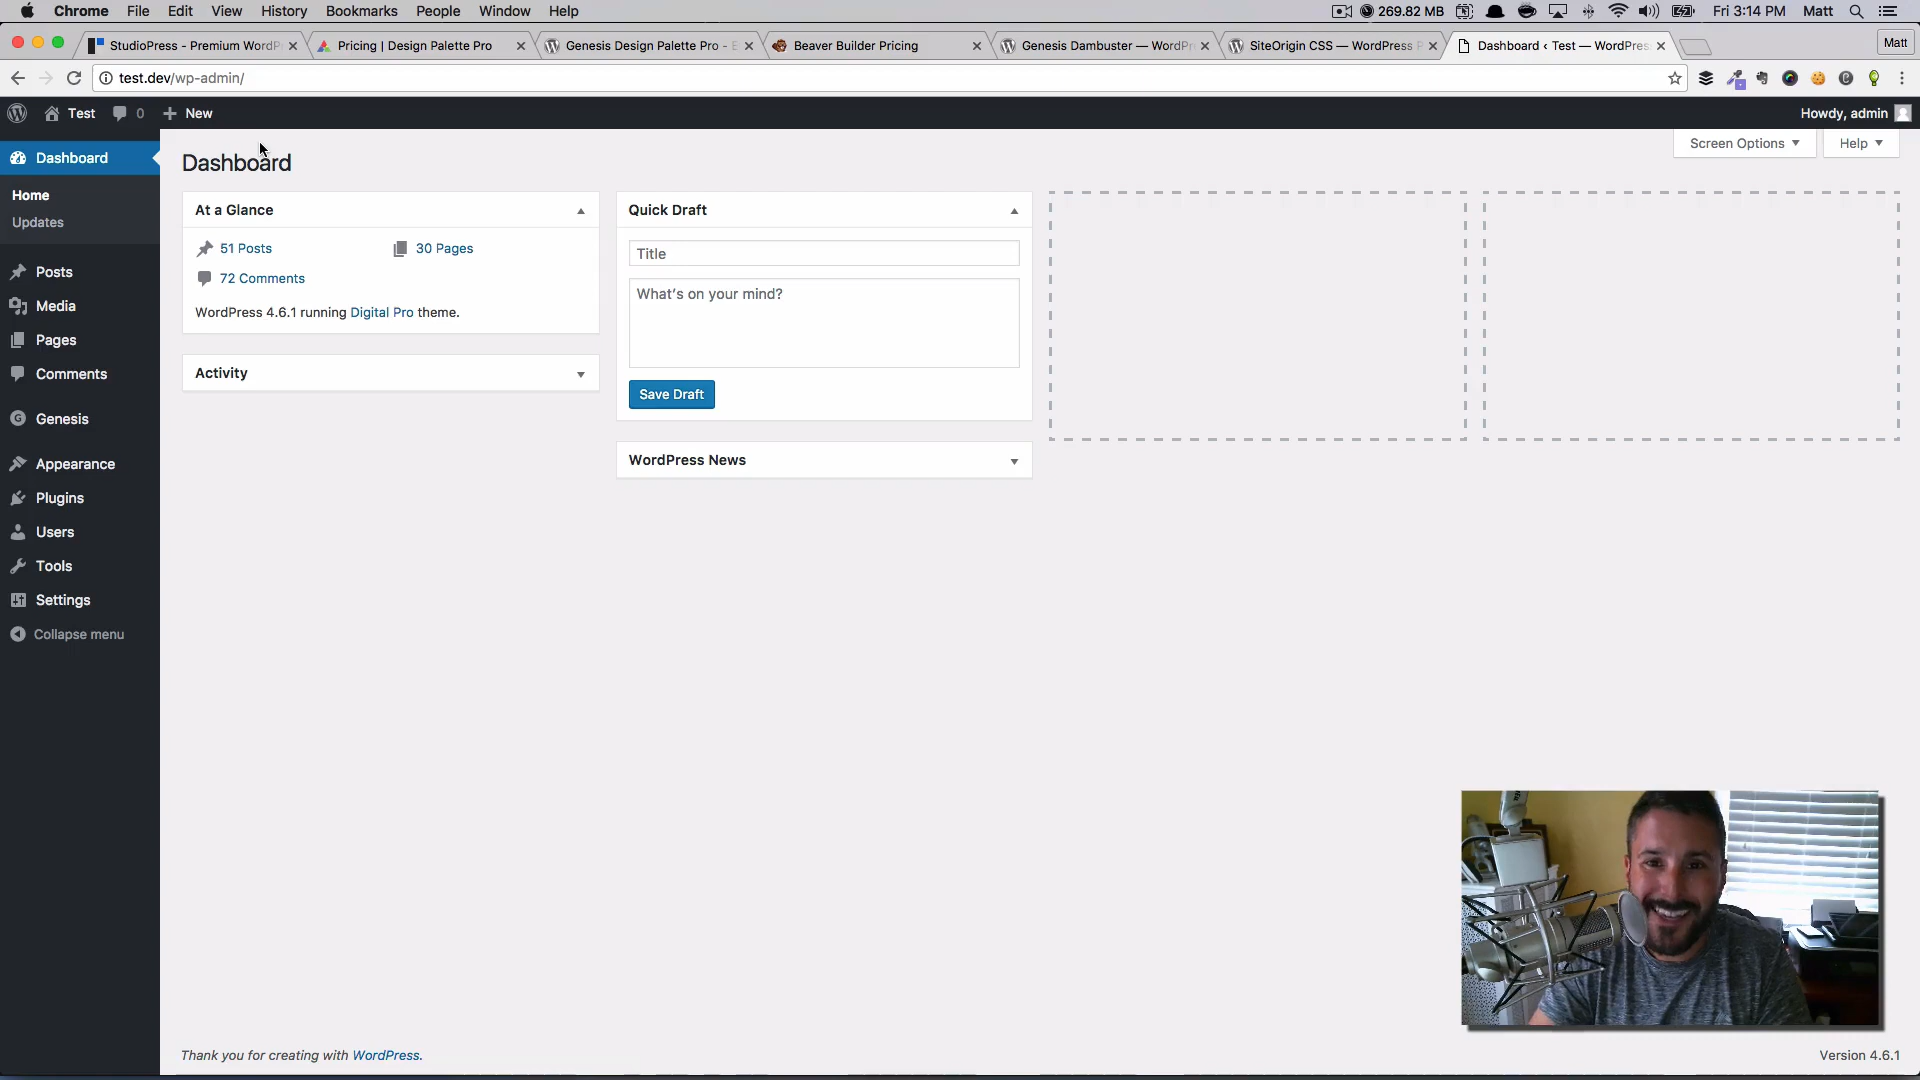 Chrome File Edit View History Bookmarks People Window Help 269.82 MB Fri 3:14 PM Matt
StudioPress - Premium WordP Pricing | Design Palette Pro Genesis Design Palette Pro - Beaver Builder Pricing Genesis Dambuster — WordPr SiteOrigin CSS — WordPress P Dashboard ‹ Test — WordPres Matt
test.dev/wp-admin/
Test 0 New Howdy, admin
Dashboard
Home
Updates
Posts
Media
Pages
Comments
Genesis
Appearance
Plugins
Users
Tools
Settings
Collapse menu
Screen Options Help
Dashboard
At a Glance
51 Posts 30 Pages
72 Comments
WordPress 4.6.1 running Digital Pro theme.
Activity
Quick Draft
Title
What's on your mind?
Save Draft
WordPress News
Thank you for creating with WordPress. Version 4.6.1